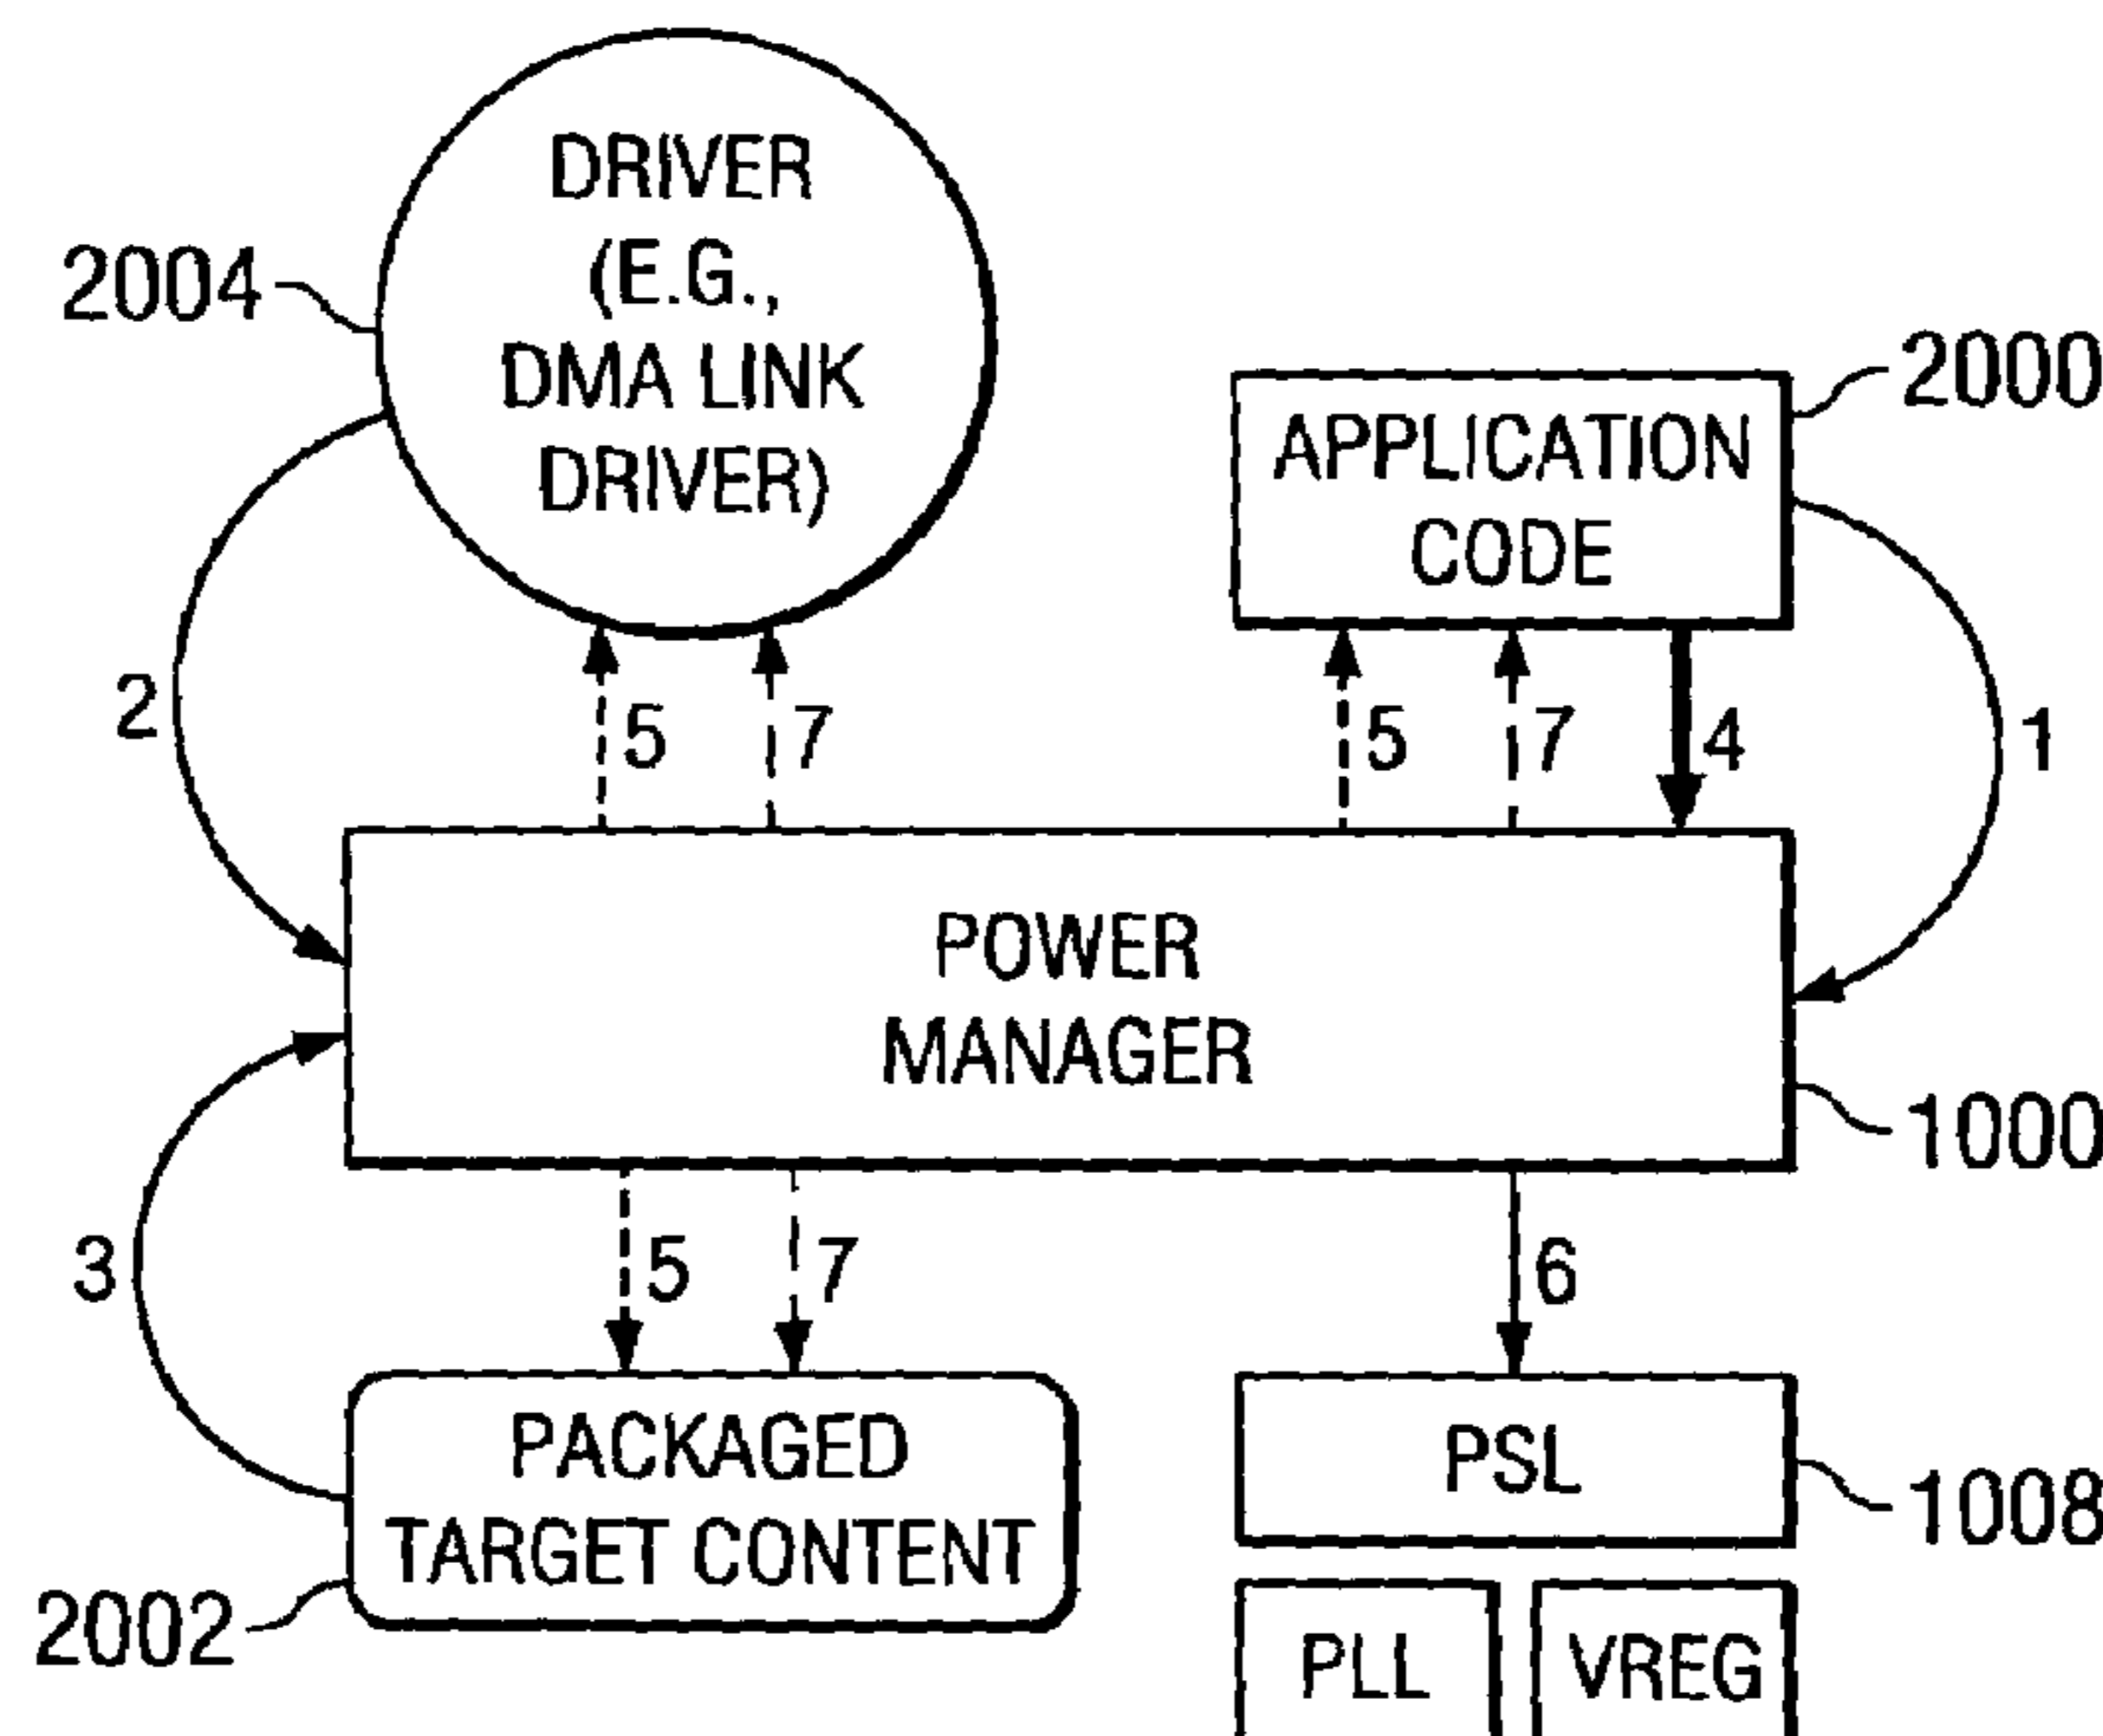 DRIVER
(E.G.,
DMA LINK
DRIVER)
2004
2000
APPLICATION
CODE
2
5
7
5
7
4
1
POWER
MANAGER
1000
3
5
7
6
PACKAGED
TARGET CONTENT
2002
PSL
1008
PLL
VREG